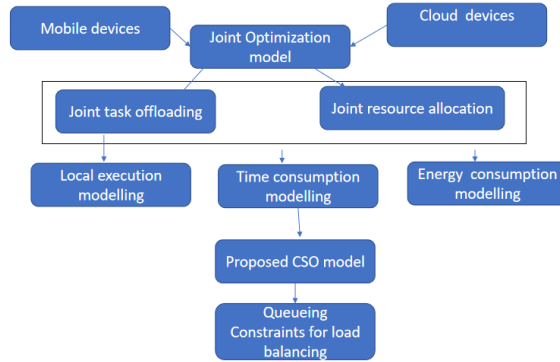 Mobile devices
Cloud  devices
Joint Optimization
model
Joint task offloading
Joint resource allocation
Local execution
modelling
Time consumption
modelling
Energy  consumption
modelling
Proposed CSO model
Queueing
Constraints for load
balancing